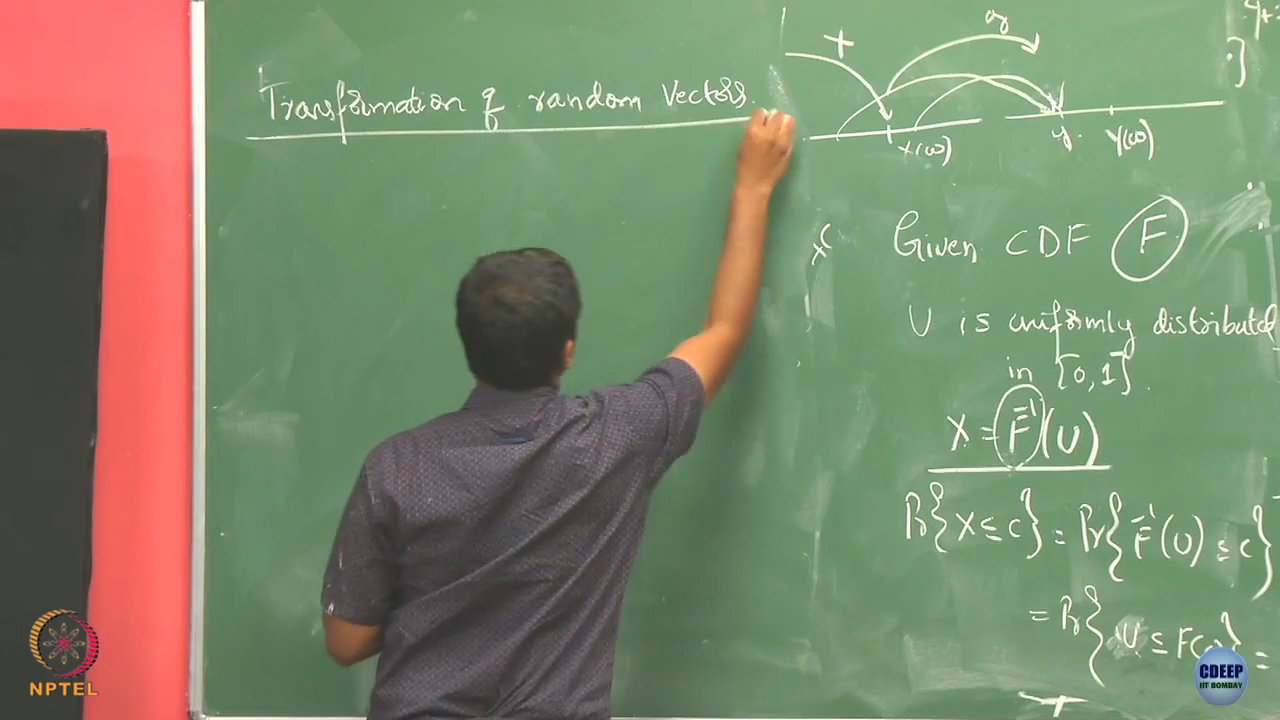 Transformation of random vectors.
X
g
X(ω)
y
Y(ω)
Given CDF F
U is uniformly distributed
in [0,1].
X = F⁻¹(U)
Pr{X ≤ c} = Pr{F⁻¹(U) ≤ c}
= Pr{U ≤ F(
} =
NPTEL
CDEEP
IIT BOMBAY